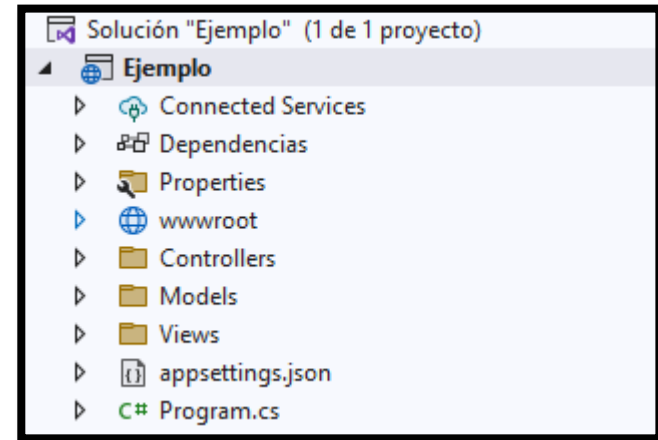 Solución "Ejemplo" (1 de 1 proyecto)
Ejemplo
Connected Services
Dependencias
Properties
wwwroot
Controllers
Models
Views
appsettings.json
C# Program.cs